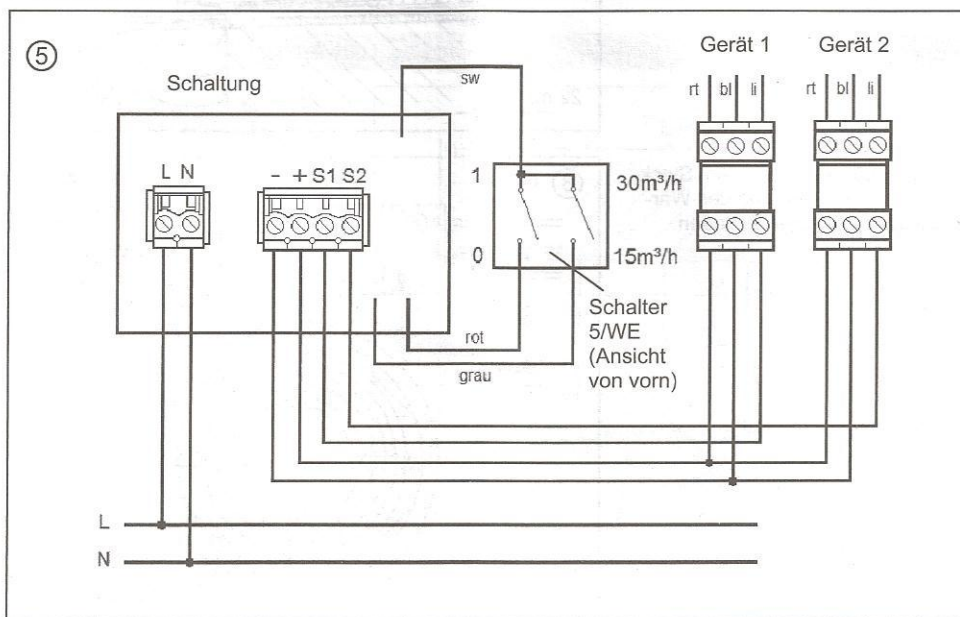 5
Schaltung
Gerät 1
Gerät 2
sw
rt bl li
rt bl li
L N
- + S1 S2
1
30m³/h
0
15m³/h
Schalter
5/WE
(Ansicht
von vorn)
rot
grau
L
N